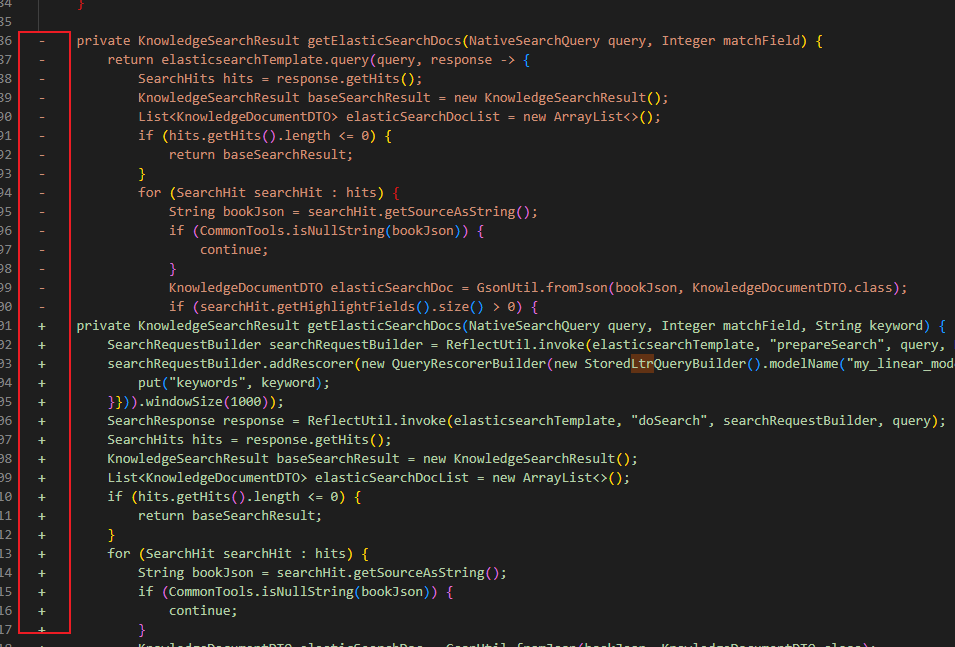 34 }
35
86 - private KnowledgeSearchResult getElasticSearchDocs(NativeSearchQuery query, Integer matchField) {
87 - return elasticsearchTemplate.query(query, response -> {
88 - SearchHits hits = response.getHits();
89 - KnowledgeSearchResult baseSearchResult = new KnowledgeSearchResult();
90 - List<KnowledgeDocumentDTO> elasticSearchDocList = new ArrayList<>();
91 - if (hits.getHits().length <= 0) {
92 - return baseSearchResult;
93 - }
94 - for (SearchHit searchHit : hits) {
95 - String bookJson = searchHit.getSourceAsString();
96 - if (CommonTools.isNullString(bookJson)) {
97 - continue;
98 - }
99 - KnowledgeDocumentDTO elasticSearchDoc = GsonUtil.fromJson(bookJson, KnowledgeDocumentDTO.class);
00 - if (searchHit.getHighlightFields().size() > 0) {
01 + private KnowledgeSearchResult getElasticSearchDocs(NativeSearchQuery query, Integer matchField, String keyword) {
02 + SearchRequestBuilder searchRequestBuilder = ReflectUtil.invoke(elasticsearchTemplate, "prepareSearch", query,
03 + searchRequestBuilder.addRescorer(new QueryRescorerBuilder(new StoredLtrQueryBuilder().modelName("my_linear_mod
04 + put("keywords", keyword);
05 + }})).windowSize(1000));
06 + SearchResponse response = ReflectUtil.invoke(elasticsearchTemplate, "doSearch", searchRequestBuilder, query);
07 + SearchHits hits = response.getHits();
08 + KnowledgeSearchResult baseSearchResult = new KnowledgeSearchResult();
09 + List<KnowledgeDocumentDTO> elasticSearchDocList = new ArrayList<>();
10 + if (hits.getHits().length <= 0) {
11 + return baseSearchResult;
12 + }
13 + for (SearchHit searchHit : hits) {
14 + String bookJson = searchHit.getSourceAsString();
15 + if (CommonTools.isNullString(bookJson)) {
16 + continue;
17 + }